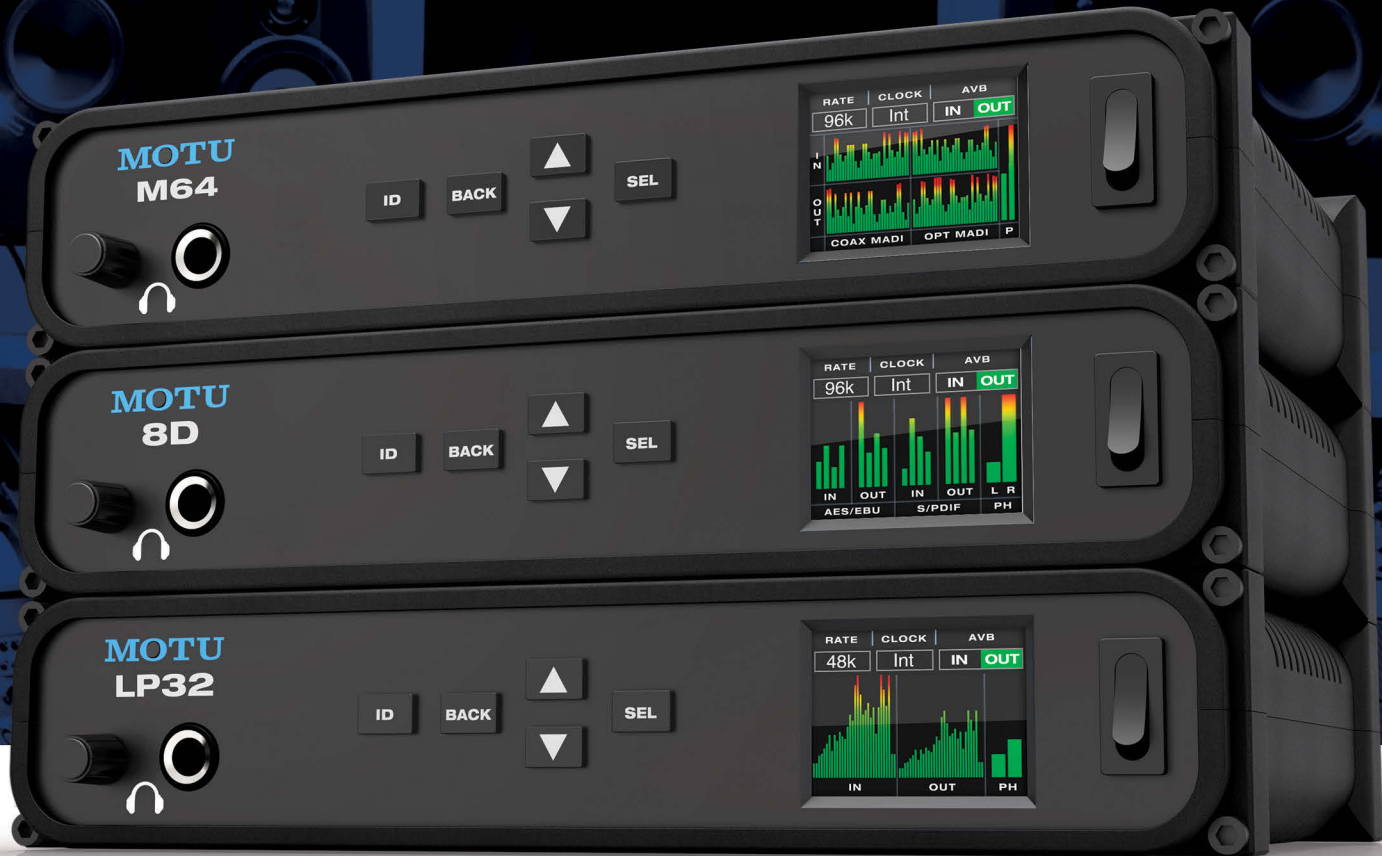 MOTU
M64
ID
BACK
SEL
RATE CLOCK AVB
96k Int IN OUT
IN
OUT
COAX MADI OPT MADI P
MOTU
8D
ID
BACK
SEL
RATE CLOCK AVB
96k Int IN OUT
IN OUT IN OUT L R
AES/EBU S/PDIF PH
MOTU
LP32
ID
BACK
SEL
RATE CLOCK AVB
48k Int IN OUT
IN OUT PH